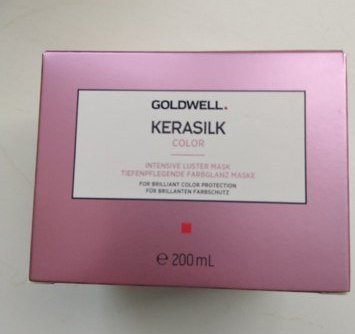 GOLDWELL.
KERASILK
COLOR
INTENSIVE LUSTER MASK
TIEFENPFLEGENDE FARBGLANZ MASKE
FOR BRILLIANT COLOR PROTECTION
FÜR BRILLANTEN FARBSCHUTZ
℮ 200mL